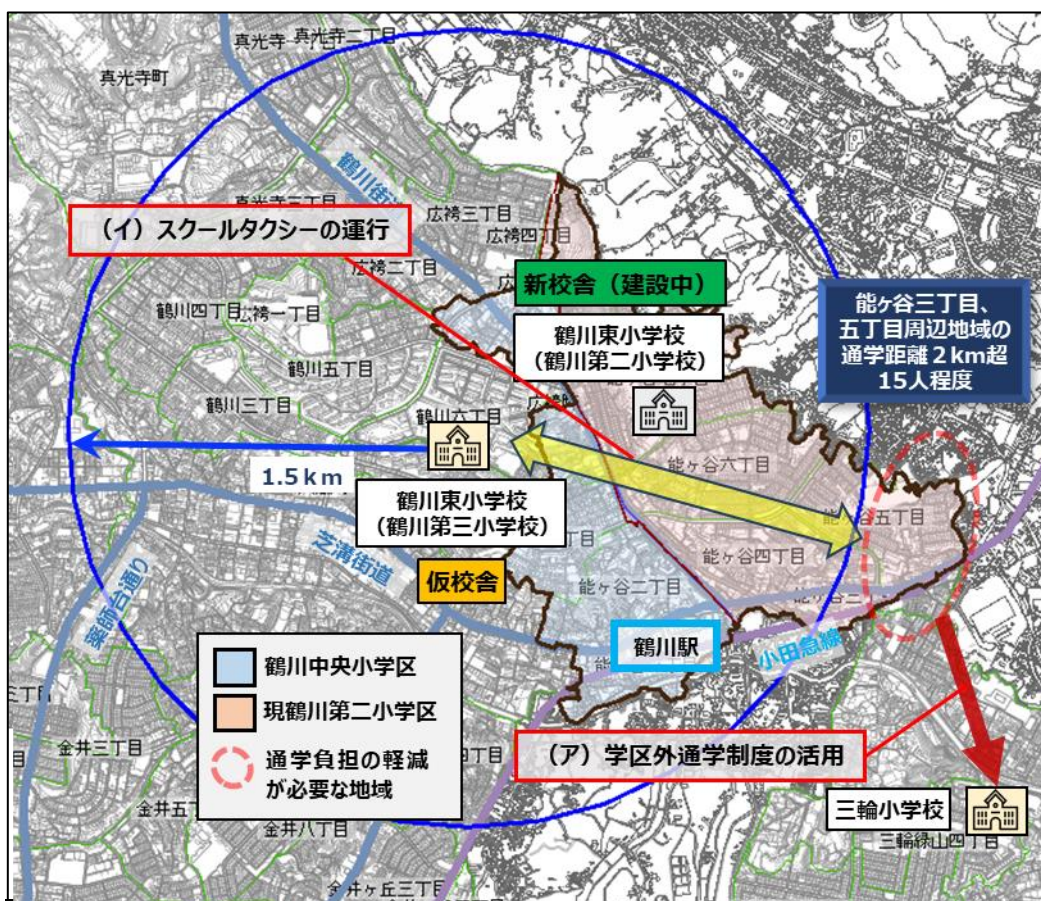 真光寺一丁目
真光寺二丁目
真光寺町
鶴川街
真光寺三丁目
広袴三丁目
(イ)スクールタクシーの運行
広袴四丁目
広袴二丁目
新校舎(建設中)
能ヶ谷三丁目、
五丁目周辺地域の
通学距離2km超
15人程度
鶴川四丁目
広袴一丁目
鶴川東小学校
(鶴川第二小学校)
鶴川五丁目
鶴川三丁目
鶴川六丁目
能ヶ谷六丁目
1.5km
鶴川東小学校
(鶴川第三小学校)
能ヶ谷五丁目
芝溝街道
能ヶ谷四丁目
仮校舎
能ヶ谷二丁目
薬師台通り
鶴川駅
小田急線
鶴川中央小学区
現鶴川第二小学区
通学負担の軽減
が必要な地域
(ア)学区外通学制度の活用
金井三丁目
三輪小学校
金井八丁目
三輪緑山四丁目
金井ヶ丘三丁目